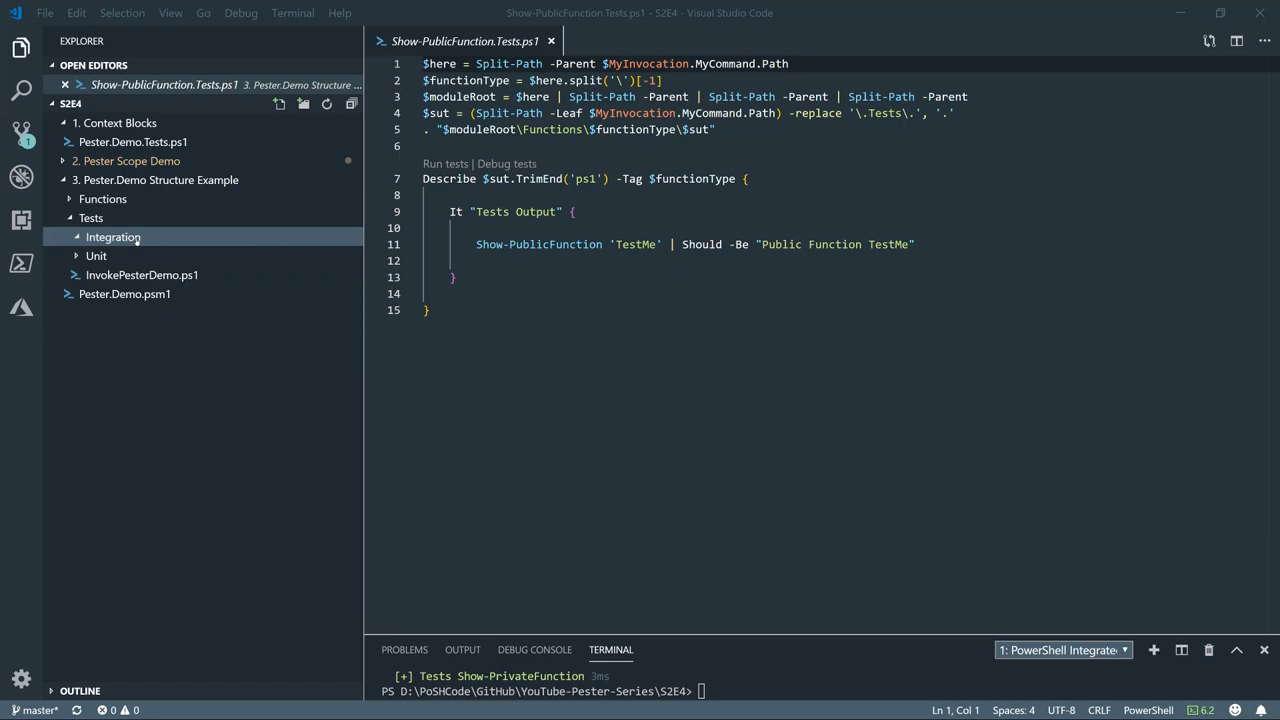 File Edit Selection View Go Debug Terminal Help
Show-PublicFunction.Tests.ps1 - S2E4 - Visual Studio Code
EXPLORER
OPEN EDITORS
Show-PublicFunction.Tests.ps1 3. Pester.Demo Structure ...
S2E4
1. Context Blocks
Pester.Demo.Tests.ps1
2. Pester Scope Demo
3. Pester.Demo Structure Example
Functions
Tests
Integration
Unit
InvokePesterDemo.ps1
Pester.Demo.psm1
OUTLINE
Show-PublicFunction.Tests.ps1
1 $here = Split-Path -Parent $MyInvocation.MyCommand.Path
2 $functionType = $here.split('\')[-1]
3 $moduleRoot = $here | Split-Path -Parent | Split-Path -Parent | Split-Path -Parent
4 $sut = (Split-Path -Leaf $MyInvocation.MyCommand.Path) -replace '\.Tests\.', '.'
5 . "$moduleRoot\Functions\$functionType\$sut"
6
Run tests | Debug tests
7 Describe $sut.TrimEnd('ps1') -Tag $functionType {
8
9 It "Tests Output" {
10
11 Show-PublicFunction 'TestMe' | Should -Be "Public Function TestMe"
12
13 }
14
15 }
PROBLEMS OUTPUT DEBUG CONSOLE TERMINAL 1: PowerShell Integrate
[+] Tests Show-PrivateFunction 3ms
PS D:\PoSHCode\GitHub\YouTube-Pester-Series\S2E4>
master* 0 0 Ln 1, Col 1 Spaces: 4 UTF-8 CRLF PowerShell 6.2